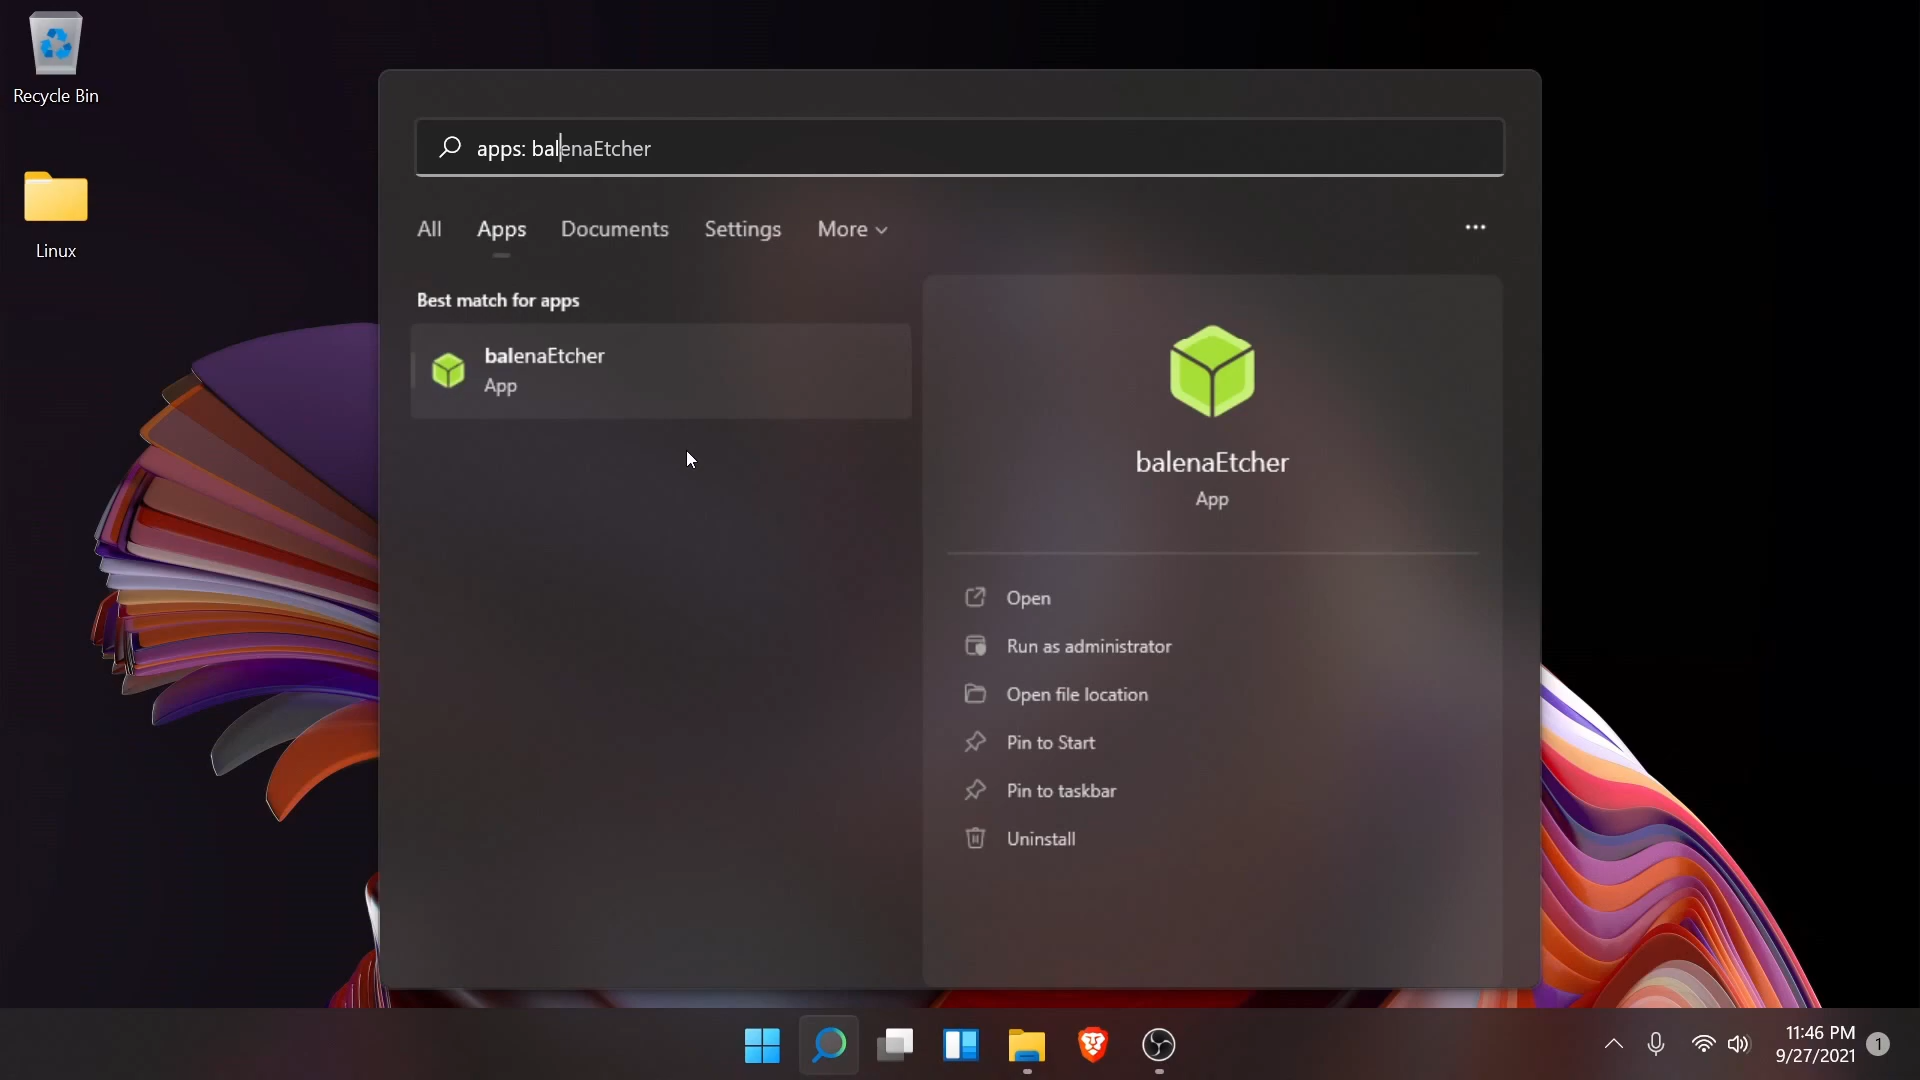 Recycle Bin
Linux
apps: balenaEtcher
All Apps Documents Settings More
Best match for apps
balenaEtcher
App
balenaEtcher
App
Open
Run as administrator
Open file location
Pin to Start
Pin to taskbar
Uninstall
11:46 PM
9/27/2021
1